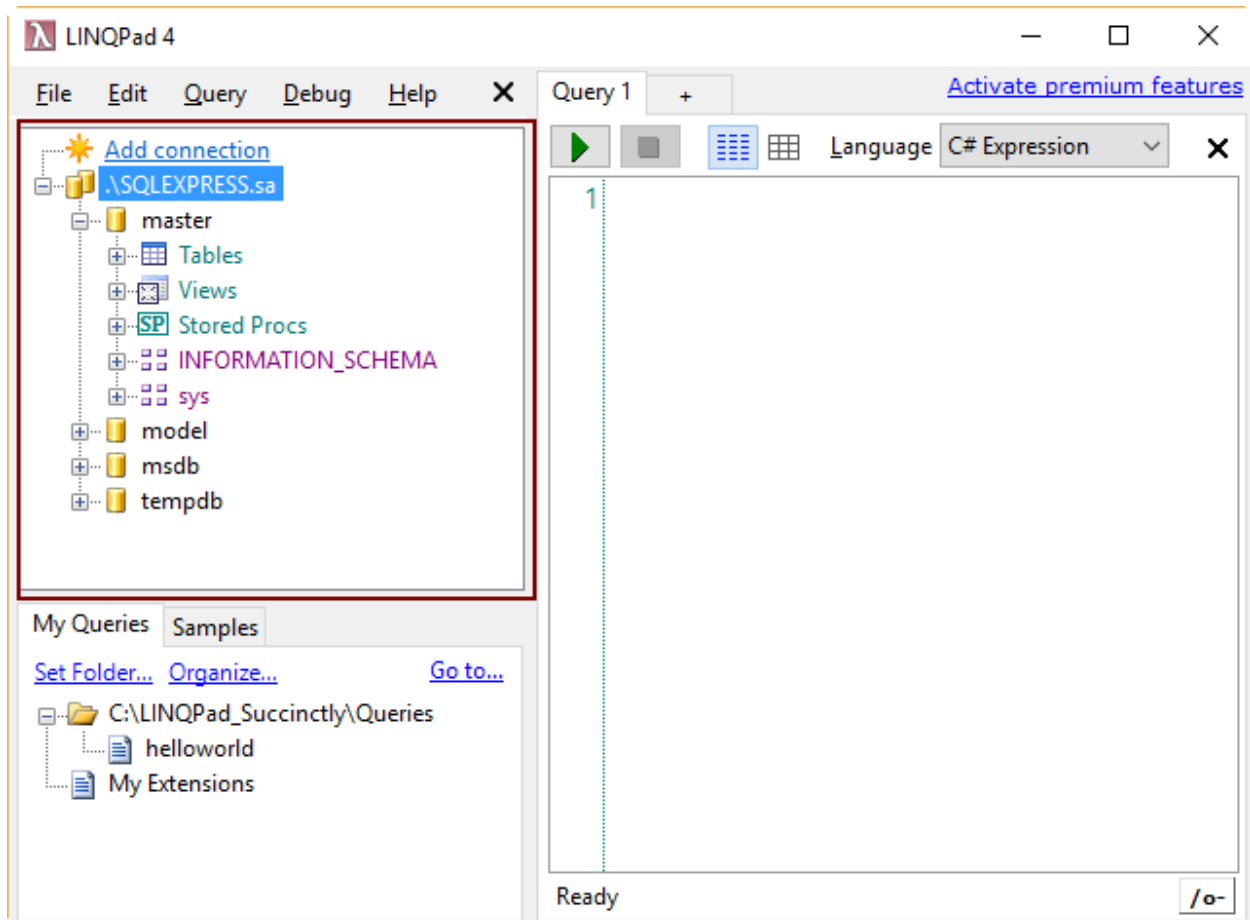 LINQPad 4
File Edit Query Debug Help
Query 1 +
Activate premium features
Add connection
.\SQLEXPRESS.sa
master
Tables
Views
SP Stored Procs
INFORMATION_SCHEMA
sys
model
msdb
tempdb
My Queries Samples
Set Folder... Organize... Go to...
C:\LINQPad_Succinctly\Queries
helloworld
My Extensions
Language C# Expression
1
Ready
/o-